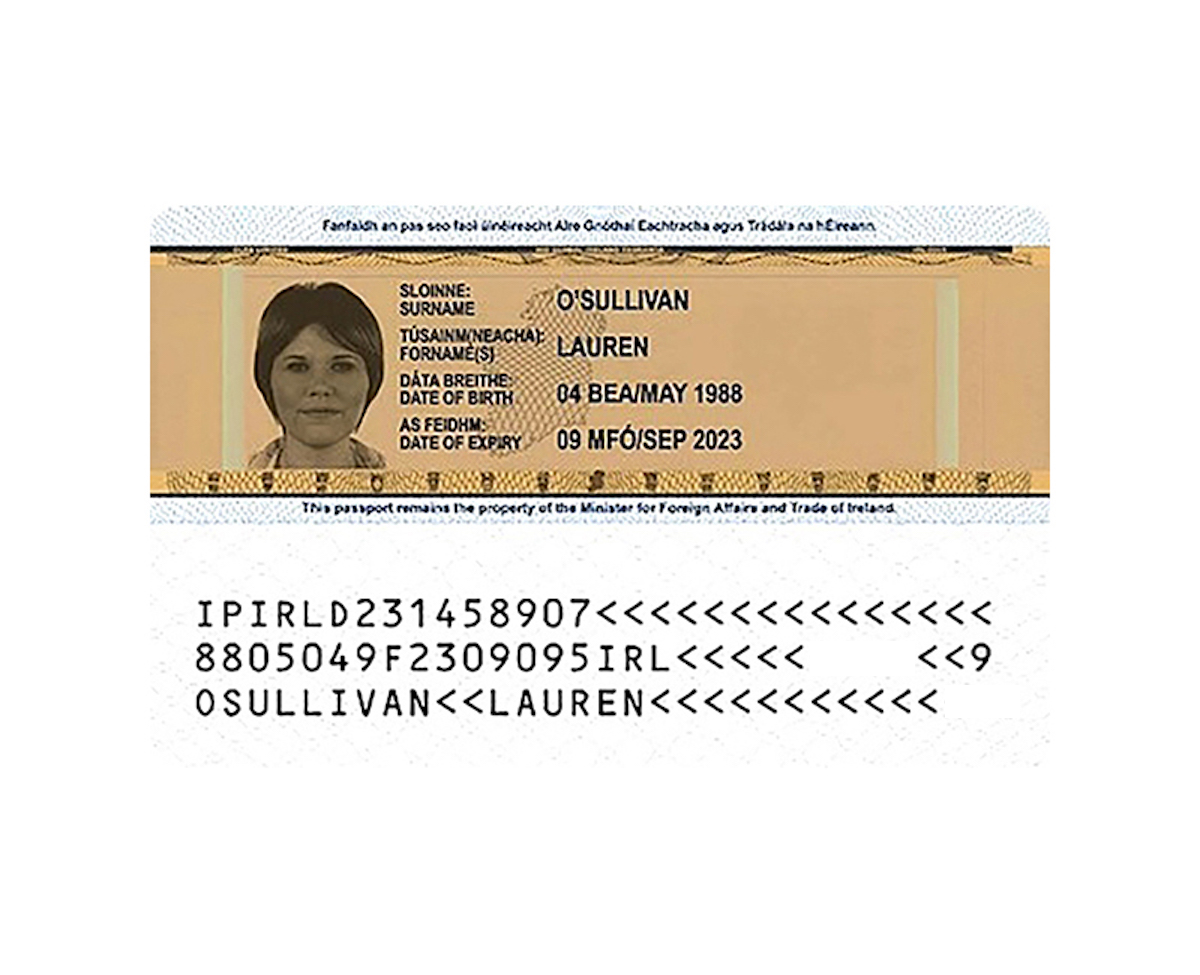 Fanfaidh an pas seo faoi úinéireacht Aire Gnóthaí Eachtracha agus Trádála na hÉireann.
SLOINNE:
SURNAME O'SULLIVAN
TÚSAINM(NEACHA):
FORNAME(S) LAUREN
DÁTA BREITHE:
DATE OF BIRTH 04 BEA/MAY 1988
AS FEIDHM:
DATE OF EXPIRY 09 MFÓ/SEP 2023
This passport remains the property of the Minister for Foreign Affairs and Trade of Ireland.
IPIRLD231458907<<<<<<<<<<<<<<<
8805049F2309095IRL<<<<< <<9
OSULLIVAN<<LAUREN<<<<<<<<<<<